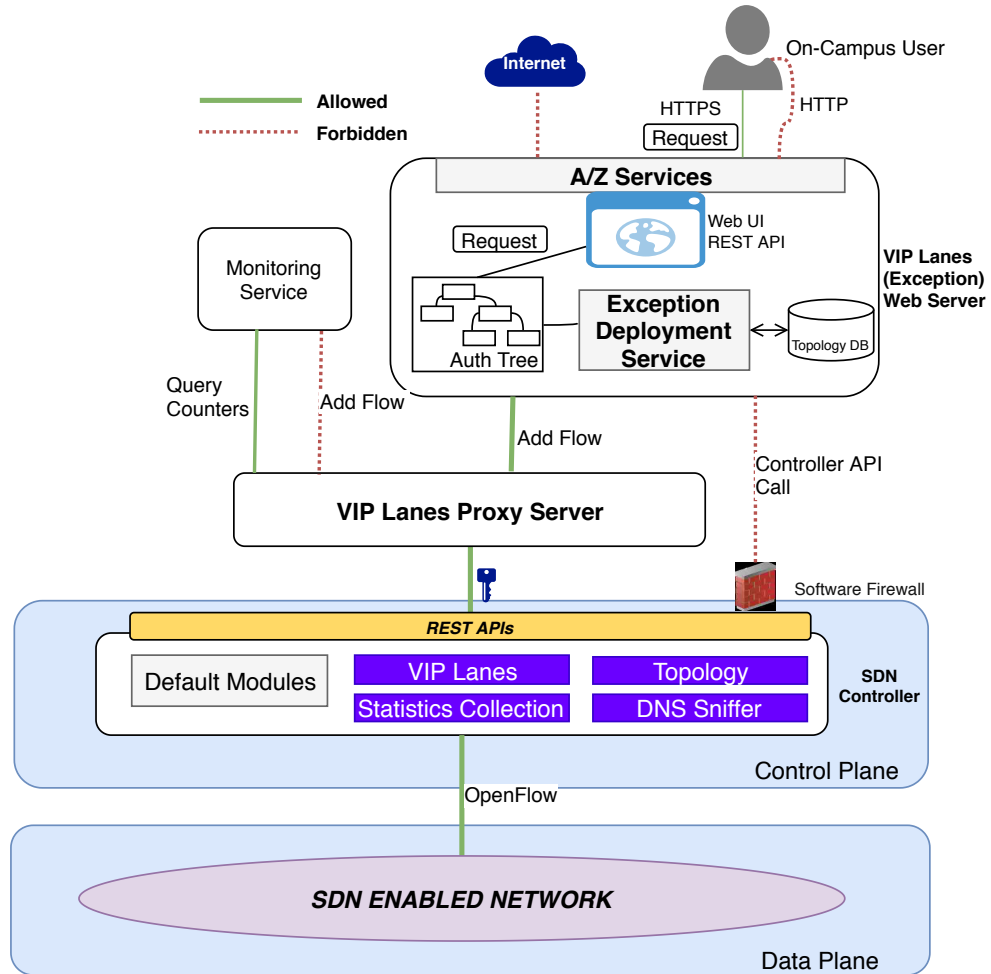 Internet
On-Campus User
Allowed
Forbidden
HTTPS
HTTP
Request
A/Z Services
Request
Web UI
REST API
VIP Lanes
(Exception)
Web Server
Monitoring
Service
Exception
Deployment
Service
Topology DB
Auth Tree
Query
Counters
Add Flow
Add Flow
Controller API
Call
VIP Lanes Proxy Server
Software Firewall
REST APIs
Default Modules
VIP Lanes
Topology
Statistics Collection
DNS Sniffer
SDN
Controller
Control Plane
OpenFlow
SDN ENABLED NETWORK
Data Plane